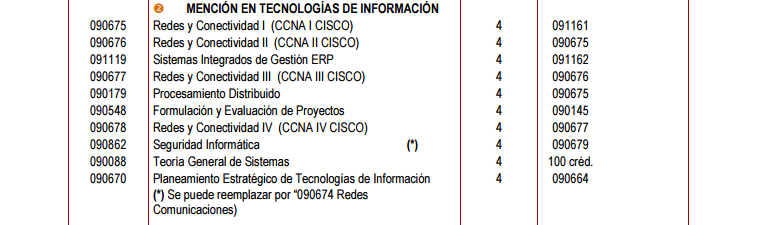 2 MENCIÓN EN TECNOLOGÍAS DE INFORMACIÓN
090675 Redes y Conectividad I (CCNA I CISCO) 4 091161
090676 Redes y Conectividad II (CCNA II CISCO) 4 090675
091119 Sistemas Integrados de Gestión ERP 4 091162
090677 Redes y Conectividad III (CCNA III CISCO) 4 090676
090179 Procesamiento Distribuido 4 090675
090548 Formulación y Evaluación de Proyectos 4 090145
090678 Redes y Conectividad IV (CCNA IV CISCO) 4 090677
090862 Seguridad Informática (*) 4 090679
090088 Teoría General de Sistemas 4 100 créd.
090670 Planeamiento Estratégico de Tecnologías de Información 4 090664
(*) Se puede reemplazar por "090674 Redes
Comunicaciones)